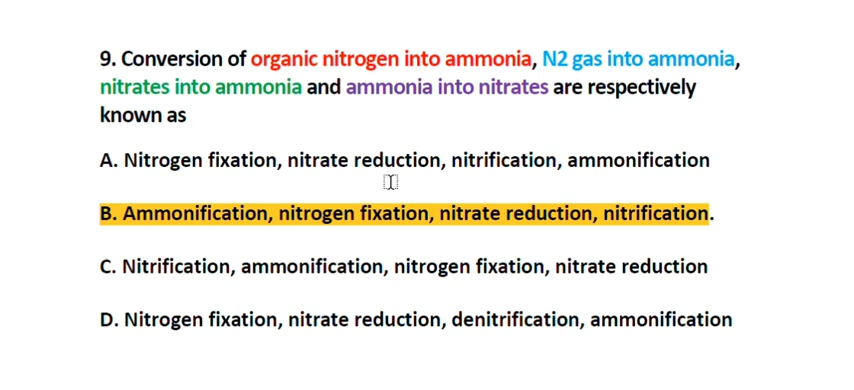 9. Conversion of organic nitrogen into ammonia, N2 gas into ammonia,
nitrates into ammonia and ammonia into nitrates are respectively
known as
A. Nitrogen fixation, nitrate reduction, nitrification, ammonification
B. Ammonification, nitrogen fixation, nitrate reduction, nitrification.
C. Nitrification, ammonification, nitrogen fixation, nitrate reduction
D. Nitrogen fixation, nitrate reduction, denitrification, ammonification